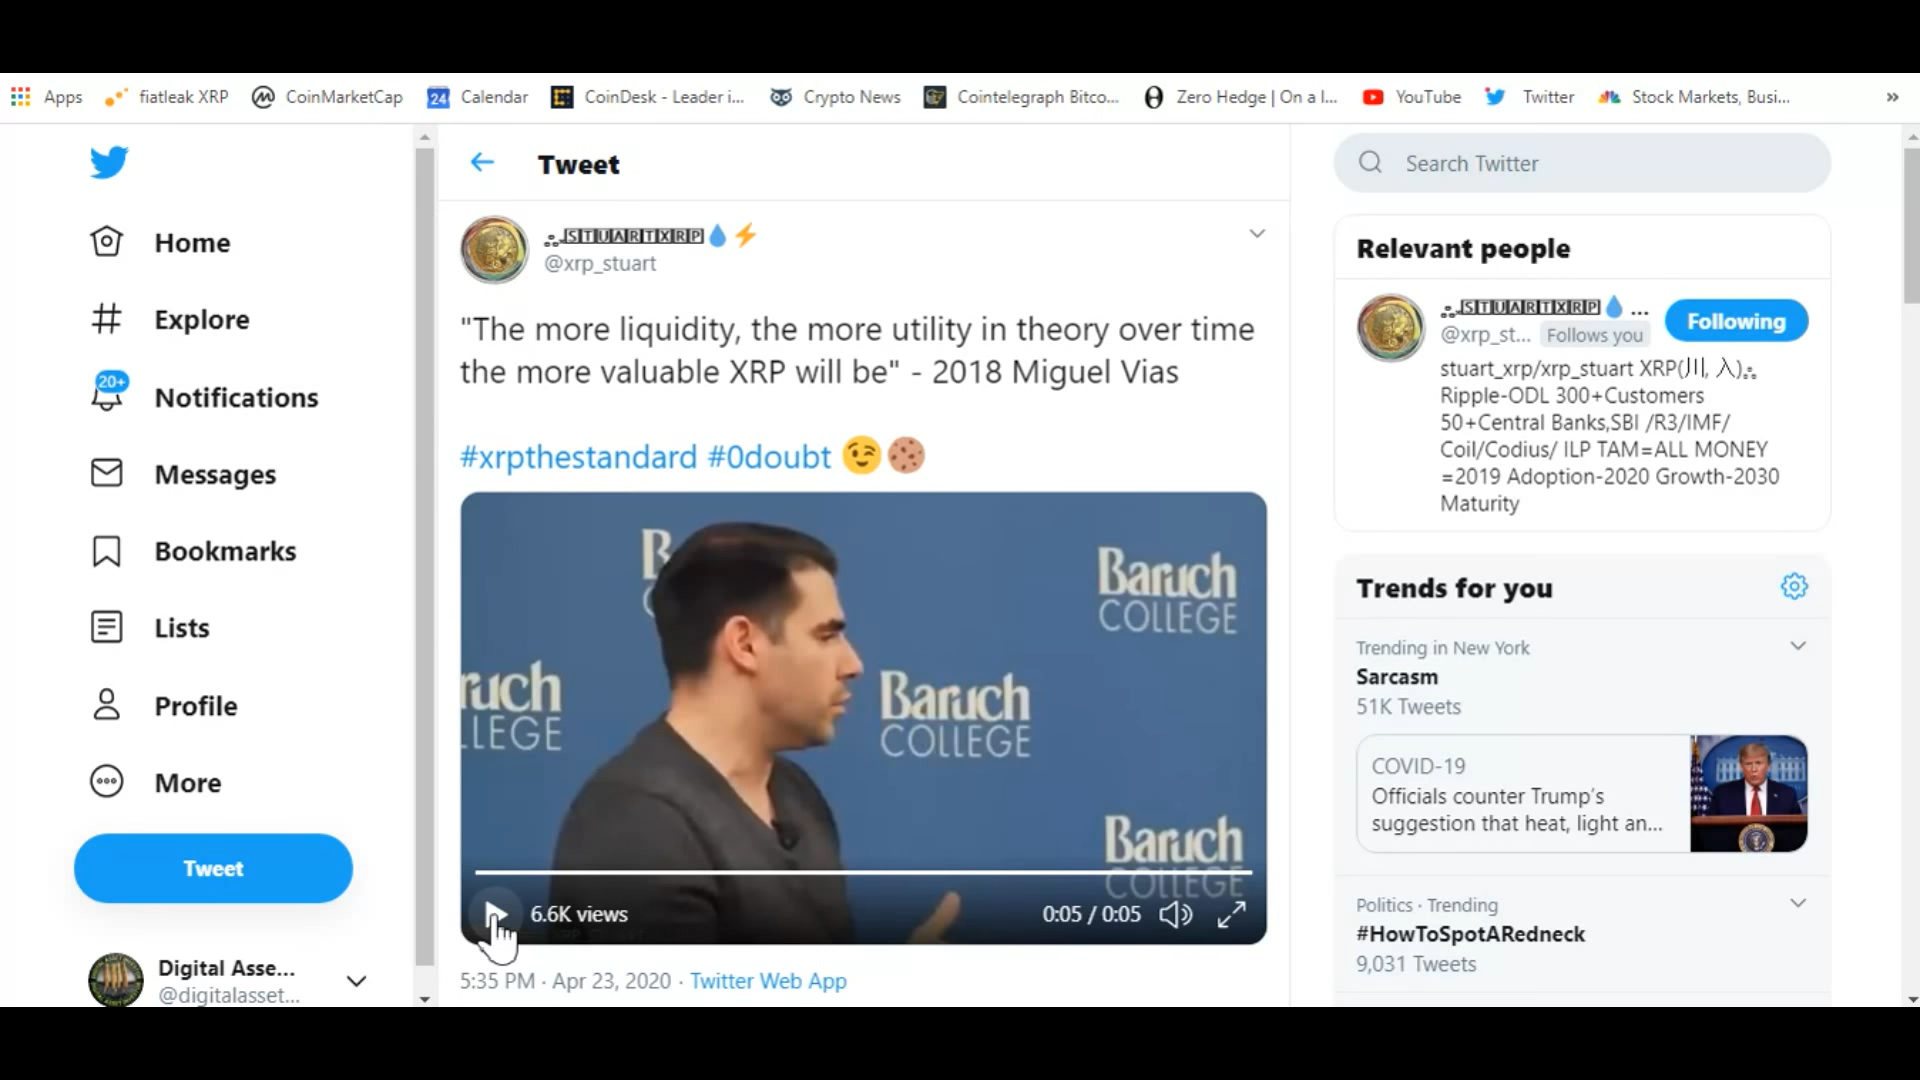 Apps fiatleak XRP CoinMarketCap 24 Calendar CoinDesk - Leader i... Crypto News Cointelegraph Bitco... Zero Hedge | On a l... YouTube Twitter Stock Markets, Busi... »
Home
Explore
20+
Notifications
Messages
Bookmarks
Lists
Profile
More
Tweet
Digital Asse...
@digitalasset...
Tweet
STUARTXRP💧⚡
@xrp_stuart
"The more liquidity, the more utility in theory over time
the more valuable XRP will be" - 2018 Miguel Vias
#xrpthestandard #0doubt 😉🍪
Baruch
COLLEGE
ruch
LLEGE
Baruch
COLLEGE
Baruch
COLLEGE
6.6K views
0:05 / 0:05
5:35 PM · Apr 23, 2020 · Twitter Web App
Search Twitter
Relevant people
STUARTXRP💧 ...
@xrp_st... Follows you
Following
stuart_xrp/xrp_stuart XRP(川, 入)
Ripple-ODL 300+Customers
50+Central Banks,SBI /R3/IMF/
Coil/Codius/ ILP TAM=ALL MONEY
=2019 Adoption-2020 Growth-2030
Maturity
Trends for you
Trending in New York
Sarcasm
51K Tweets
COVID-19
Officials counter Trump's
suggestion that heat, light an...
Politics · Trending
#HowToSpotARedneck
9,031 Tweets